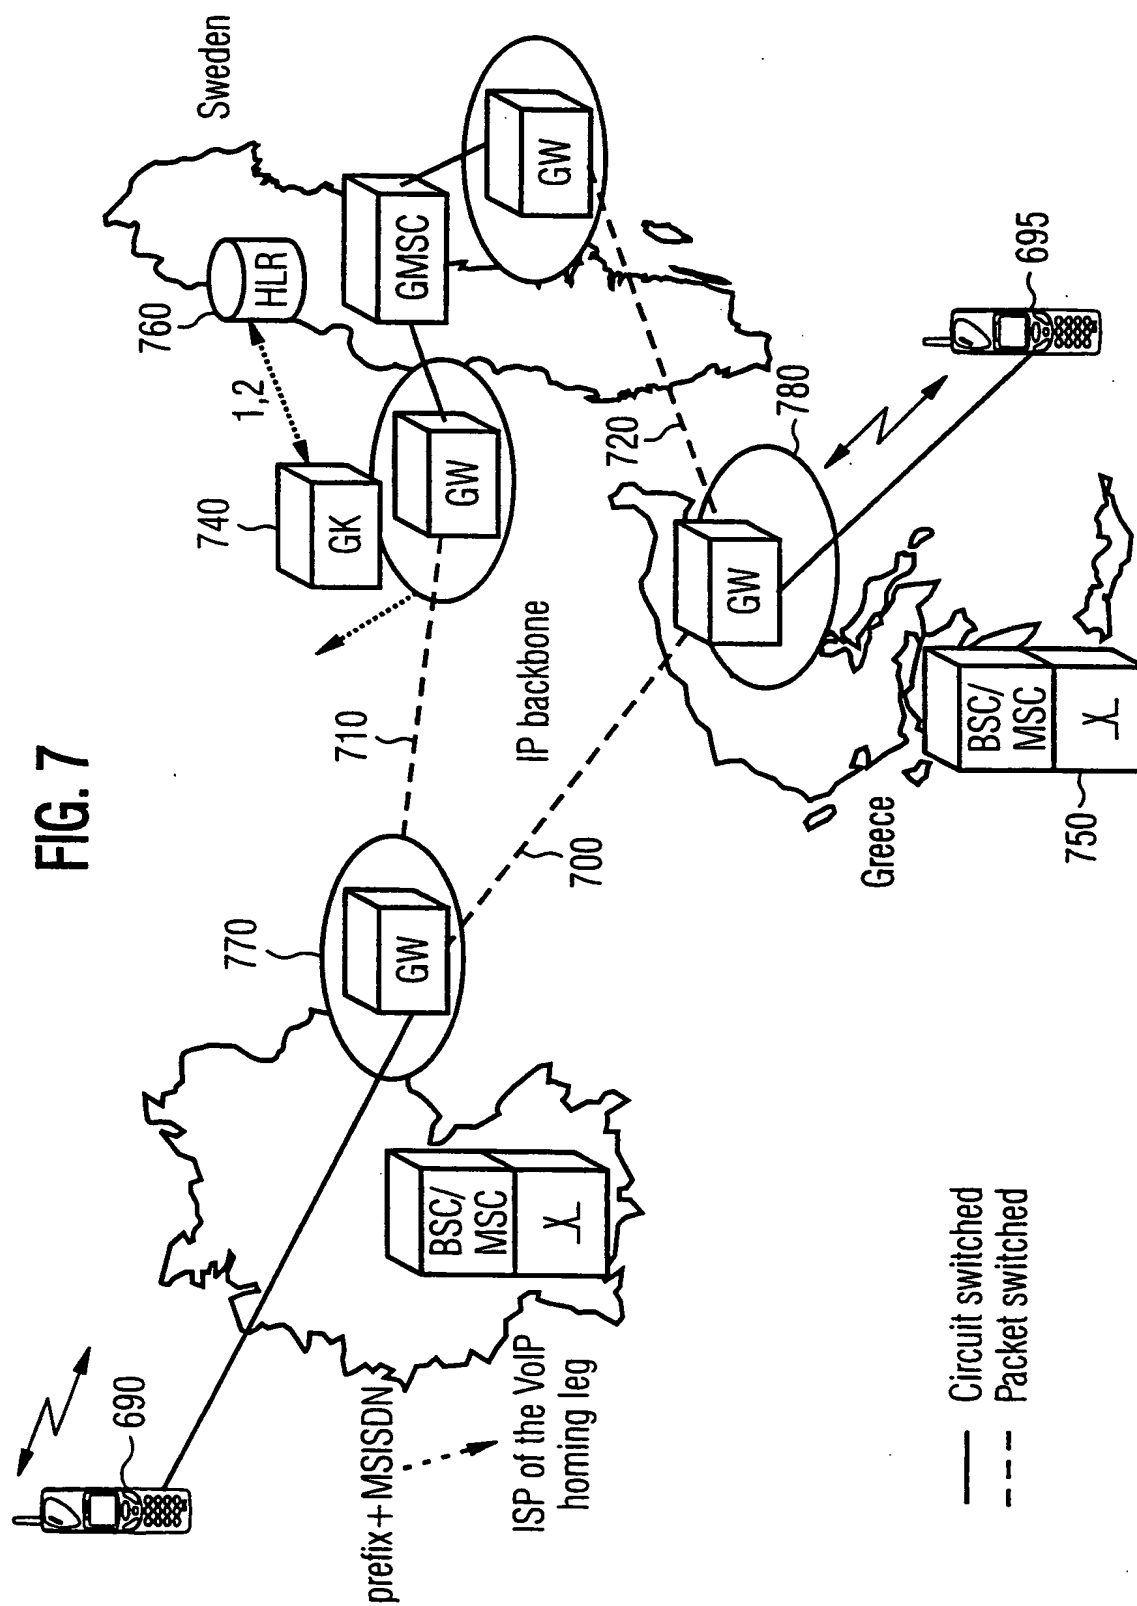 FIG. 7
Sweden
760
HLR
1,2
740
GK
GMSC
GW
GW
710
IP backbone
720
770
GW
700
780
GW
695
690
prefix+MSISDN
ISP of the VoIP
homing leg
BSC/
MSC
Greece
BSC/
MSC
750
Circuit switched
Packet switched